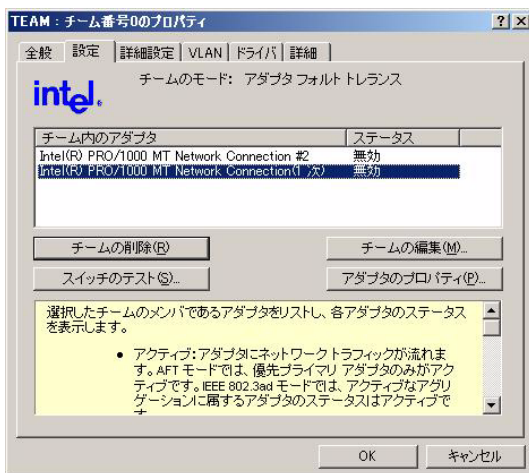 TEAM：チーム番号0のプロパティ
全般 設定 詳細設定 VLAN ドライバ 詳細
intel. チームのモード： アダプタ フォルト トレランス
チーム内のアダプタ ステータス
Intel(R) PRO/1000 MT Network Connection #2 無効
Intel(R) PRO/1000 MT Network Connection(1 次) 無効
チームの削除(R) チームの編集(M)...
スイッチのテスト(S)... アダプタのプロパティ(P)...
選択したチームのメンバであるアダプタをリストし、各アダプタのステータス
を表示します。
• アクティブ：アダプタにネットワーク トラフィックが流れま
す。AFT モードでは、優先プライマリ アダプタのみがアク
ティブです。IEEE 802.3ad モードでは、アクティブなアグリ
ゲーションに属するアダプタのステータスはアクティブで
OK キャンセル